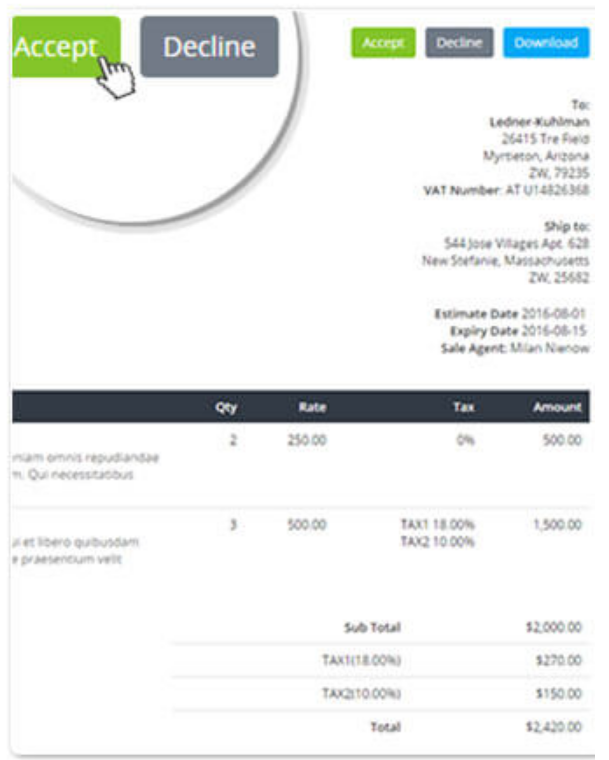 Accept Decline
Accept Decline Download
To:
Ledner-Kuhlman
26415 Tre Field
Myrtieton, Arizona
ZW, 79235
VAT Number: AT U14826368
Ship to:
544 Jose Villages Apt. 628
New Stefanie, Massachusetts
ZW, 25682
Estimate Date 2016-08-01
Expiry Date 2016-08-15
Sale Agent: Milan Nienow
Qty Rate Tax Amount
2 250.00 0% 500.00
niam omnis repudiandae
Qui necessitatibus
3 500.00 TAX1 18.00% 1,500.00
TAX2 10.00%
et libero quibusdam
e praesentium velit
Sub Total $2,000.00
TAX1(18.00%) $270.00
TAX2(10.00%) $150.00
Total $2,420.00